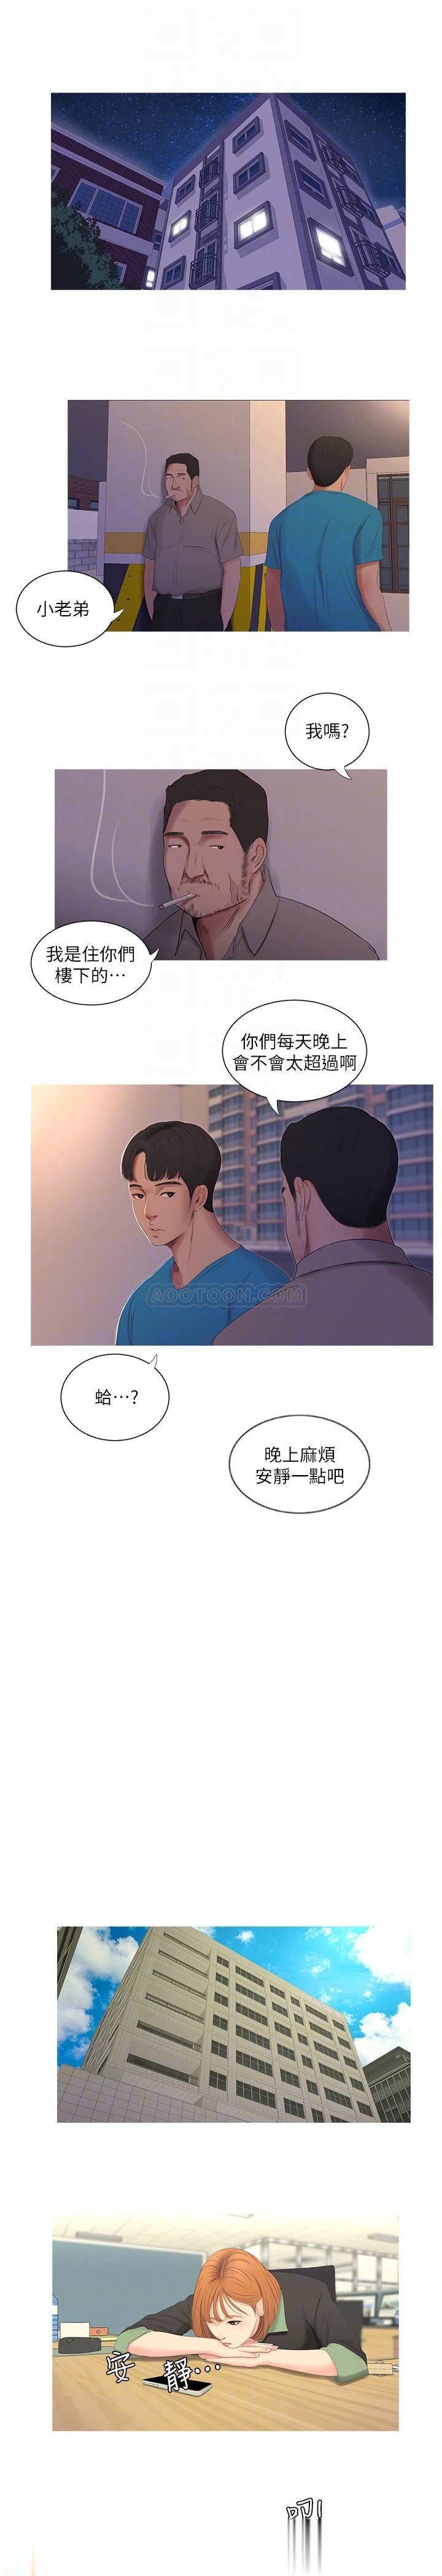 小老弟
我嗎?
我是住你們
樓下的…
你們每天晚上
會不會太超過啊
AOOTOON.COM
蛤…?
晚上麻煩
安靜一點吧
安靜…
叩!